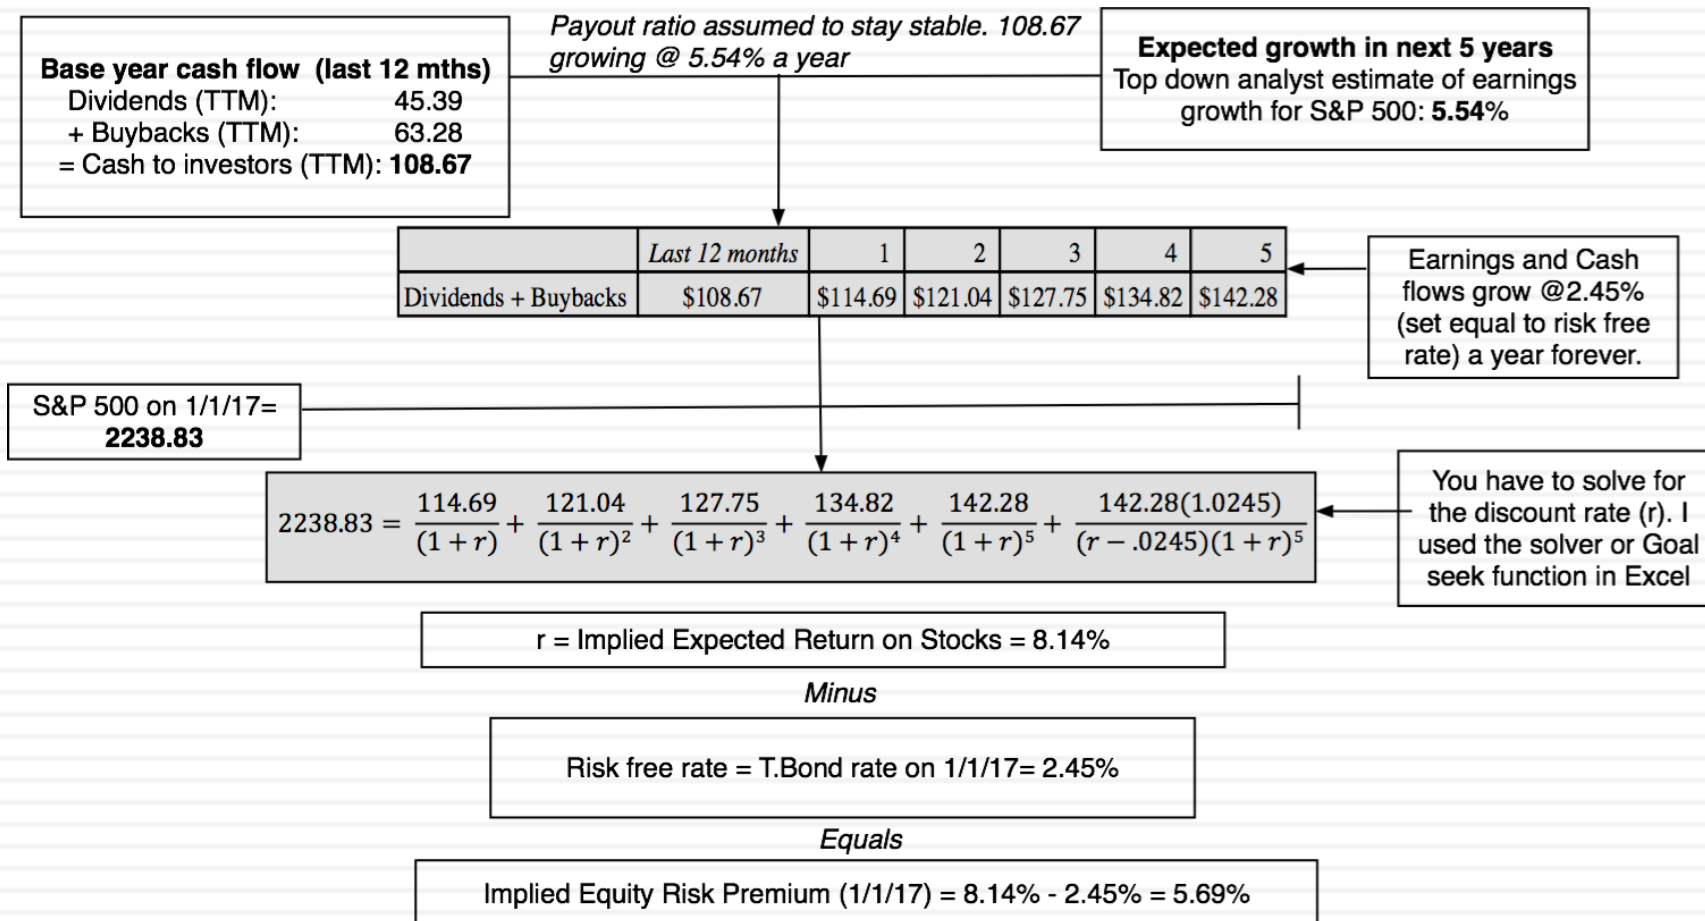 Payout ratio assumed to stay stable. 108.67
growing @ 5.54% a year
Base year cash flow (last 12 mths)
Dividends (TTM): 45.39
+ Buybacks (TTM): 63.28
= Cash to investors (TTM): 108.67
Expected growth in next 5 years
Top down analyst estimate of earnings
growth for S&P 500: 5.54%
Last 12 months 1 2 3 4 5
Dividends + Buybacks $108.67 $114.69 $121.04 $127.75 $134.82 $142.28
Earnings and Cash
flows grow @2.45%
(set equal to risk free
rate) a year forever.
S&P 500 on 1/1/17=
2238.83
2238.83 = 114.69/(1+r) + 121.04/(1+r)² + 127.75/(1+r)³ + 134.82/(1+r)⁴ + 142.28/(1+r)⁵ + 142.28(1.0245)/(r−.0245)(1+r)⁵
You have to solve for
the discount rate (r). I
used the solver or Goal
seek function in Excel
r = Implied Expected Return on Stocks = 8.14%
Minus
Risk free rate = T.Bond rate on 1/1/17= 2.45%
Equals
Implied Equity Risk Premium (1/1/17) = 8.14% - 2.45% = 5.69%